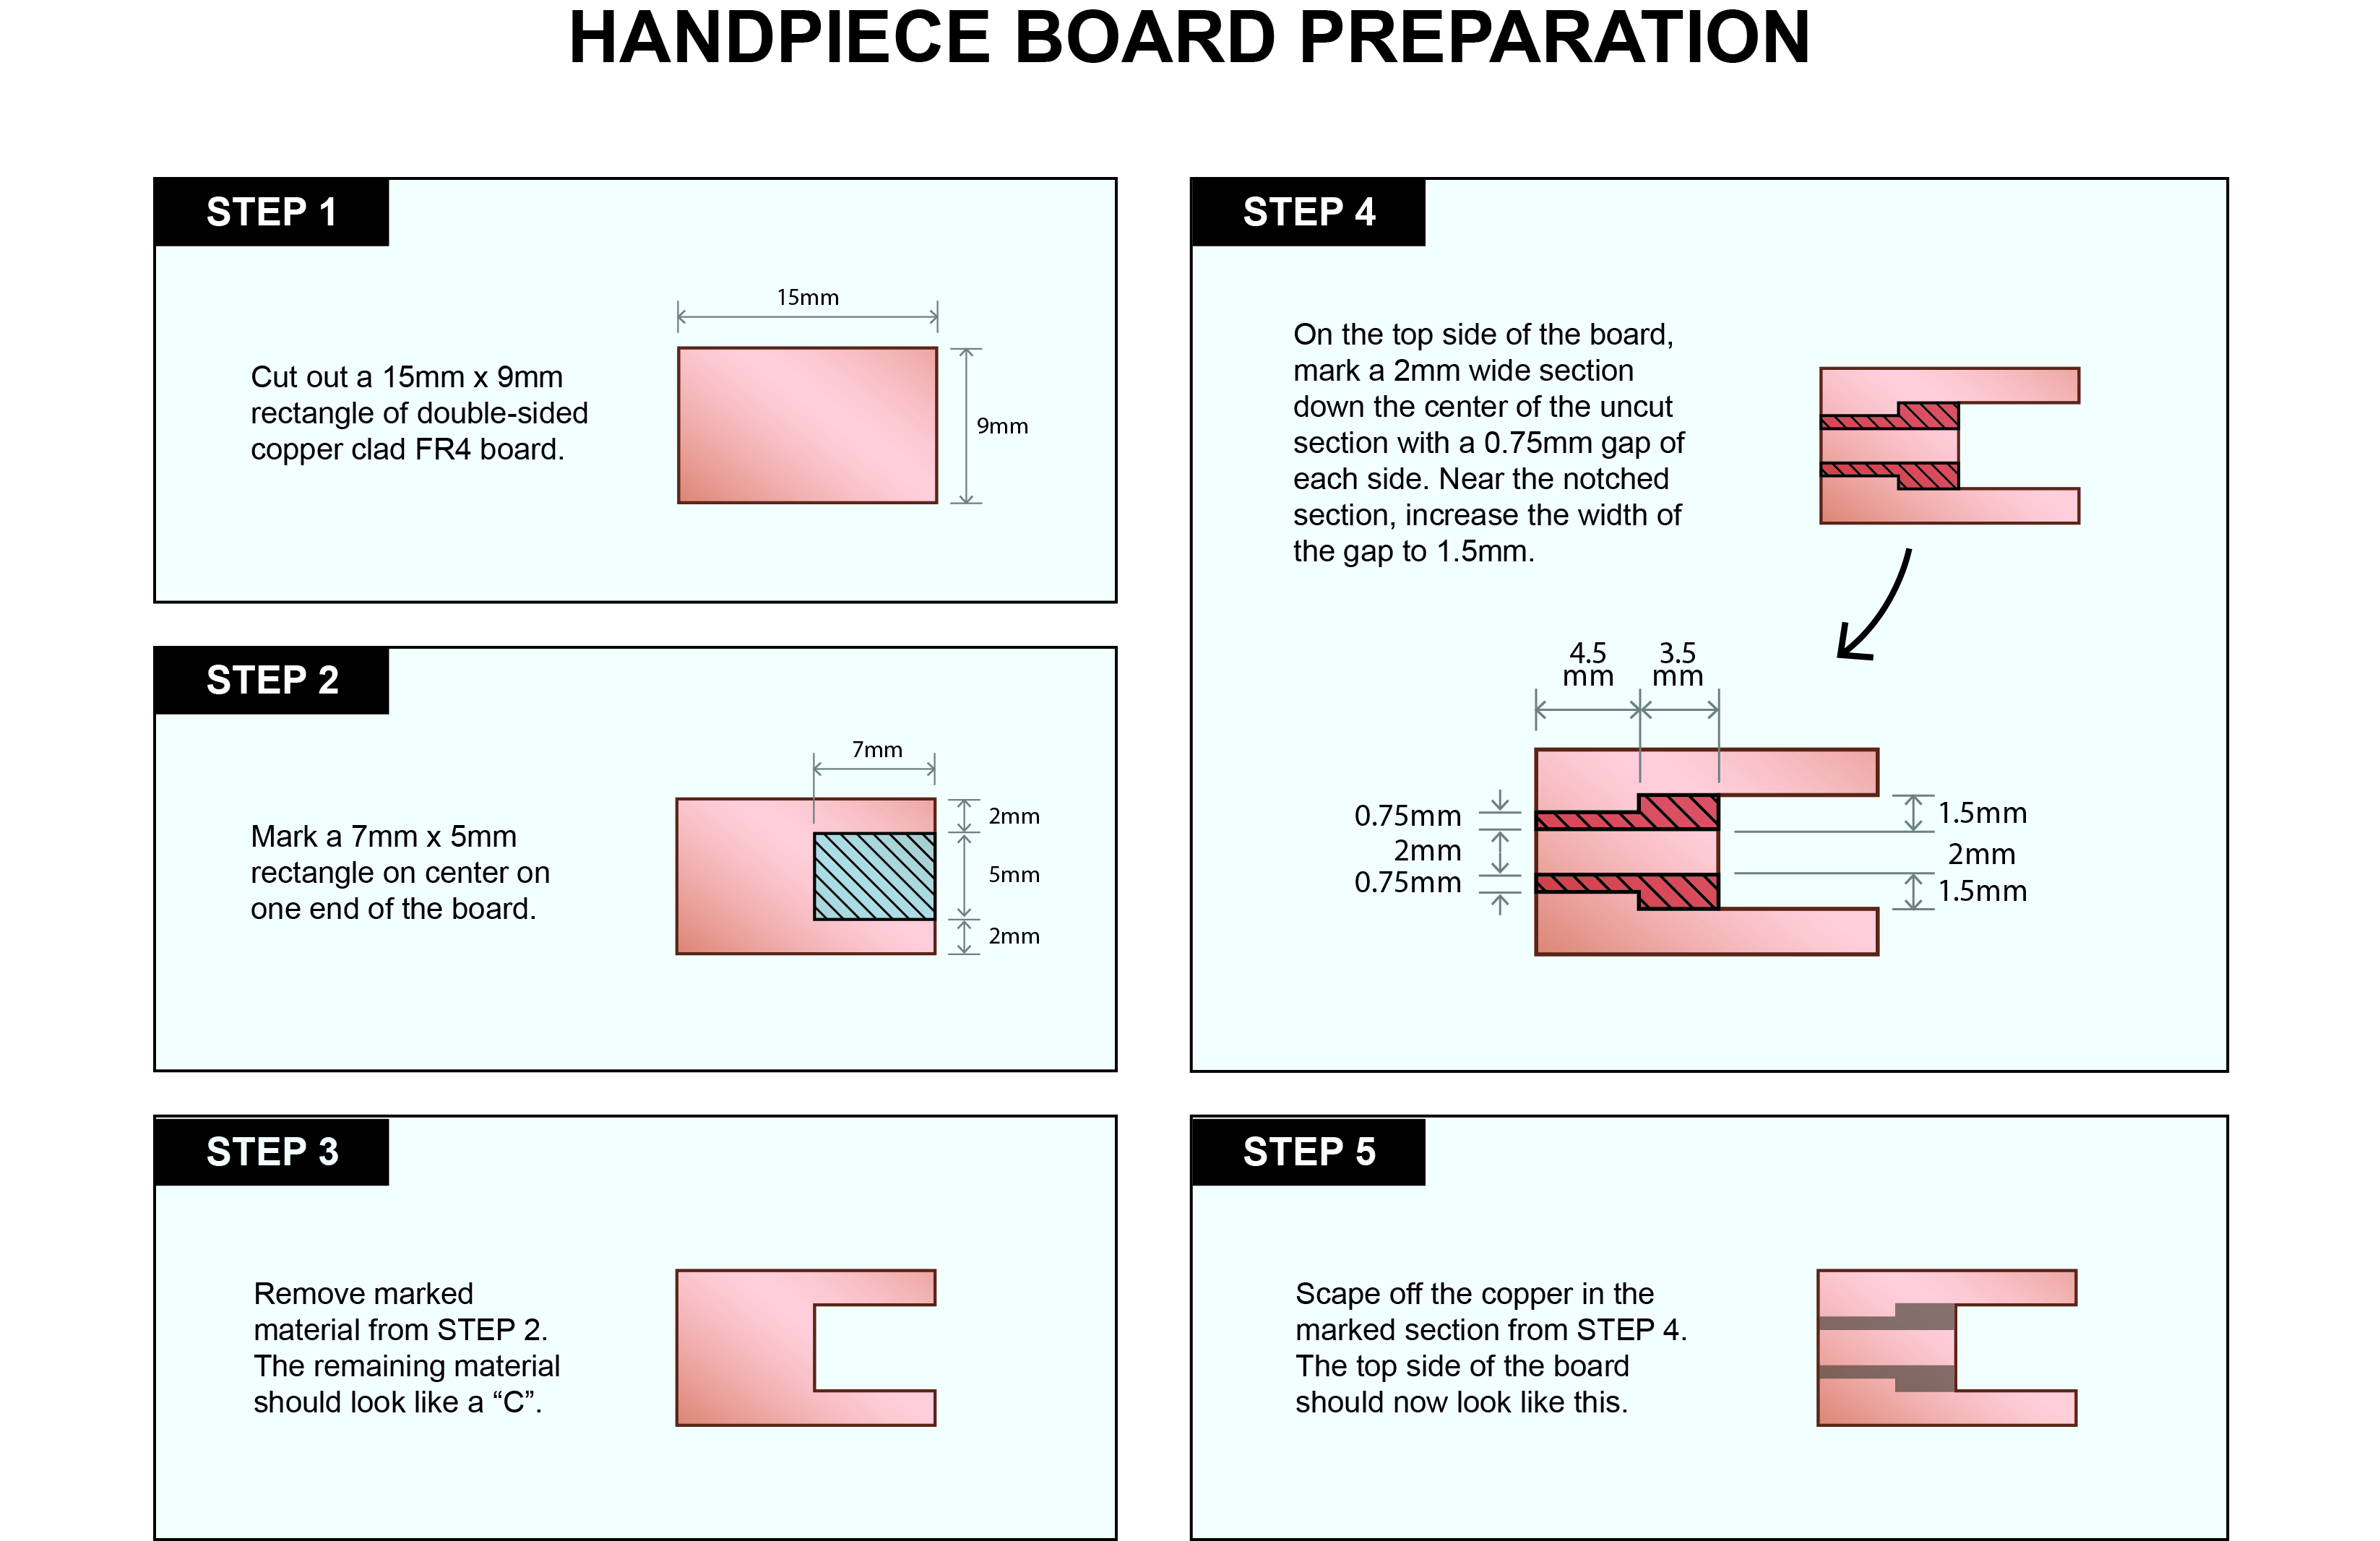 HANDPIECE BOARD PREPARATION
STEP 1
Cut out a 15mm x 9mm
rectangle of double-sided
copper clad FR4 board.
15mm
9mm
STEP 2
Mark a 7mm x 5mm
rectangle on center on
one end of the board.
7mm
2mm
5mm
2mm
STEP 3
Remove marked
material from STEP 2.
The remaining material
should look like a “C”.
STEP 4
On the top side of the board,
mark a 2mm wide section
down the center of the uncut
section with a 0.75mm gap of
each side. Near the notched
section, increase the width of
the gap to 1.5mm.
4.5
mm
3.5
mm
0.75mm
2mm
0.75mm
1.5mm
2mm
1.5mm
STEP 5
Scape off the copper in the
marked section from STEP 4.
The top side of the board
should now look like this.